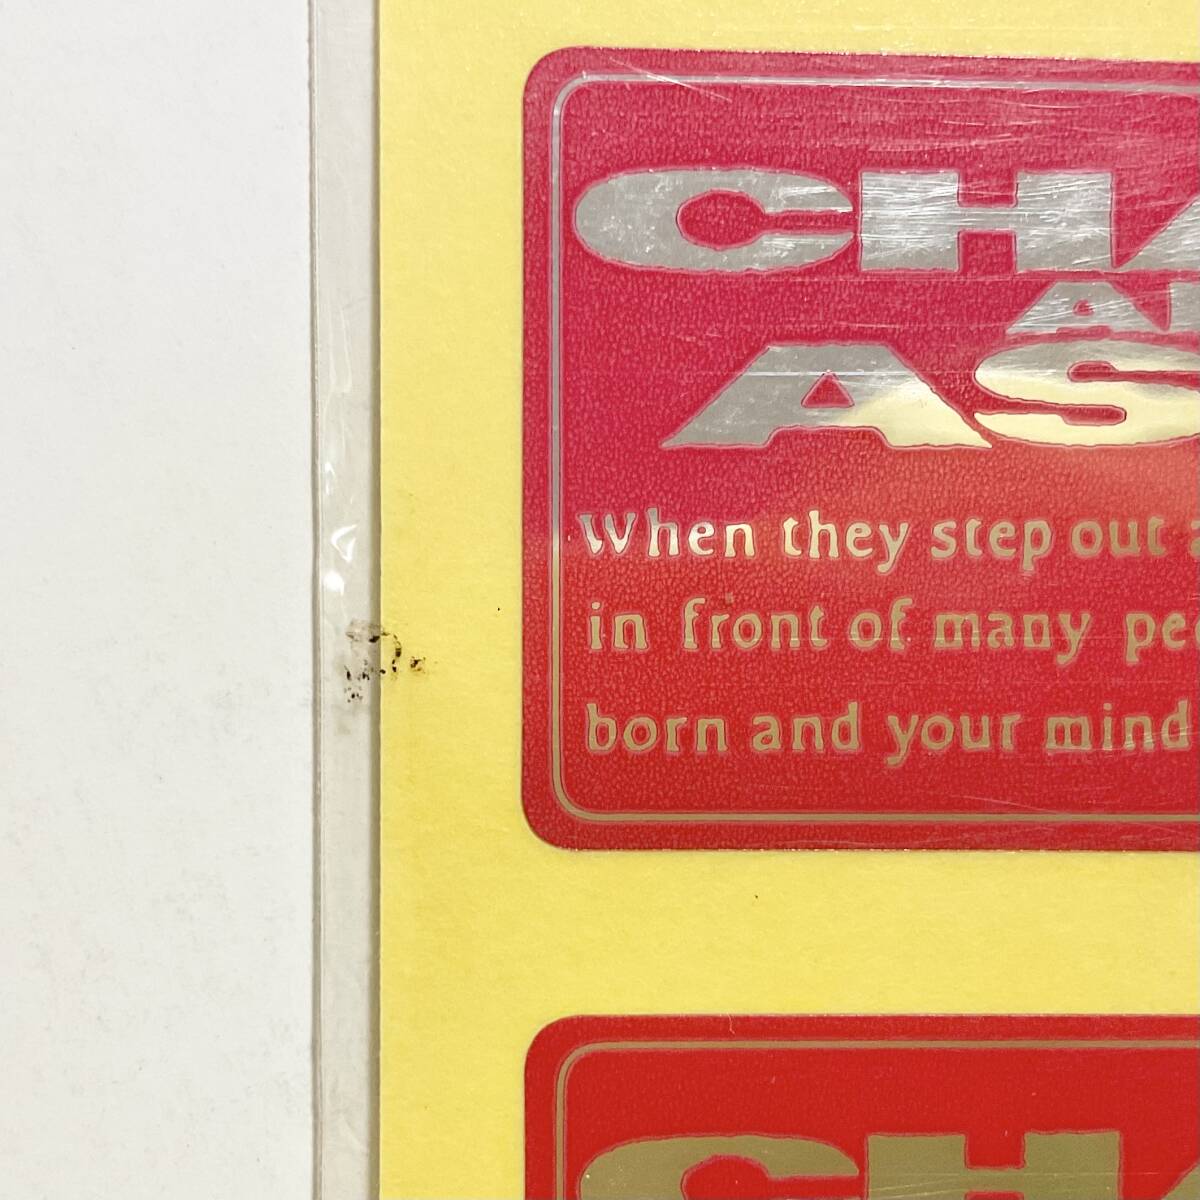 CHA
A
AS
When they step out
in front of many pe
born and your mind
CHA